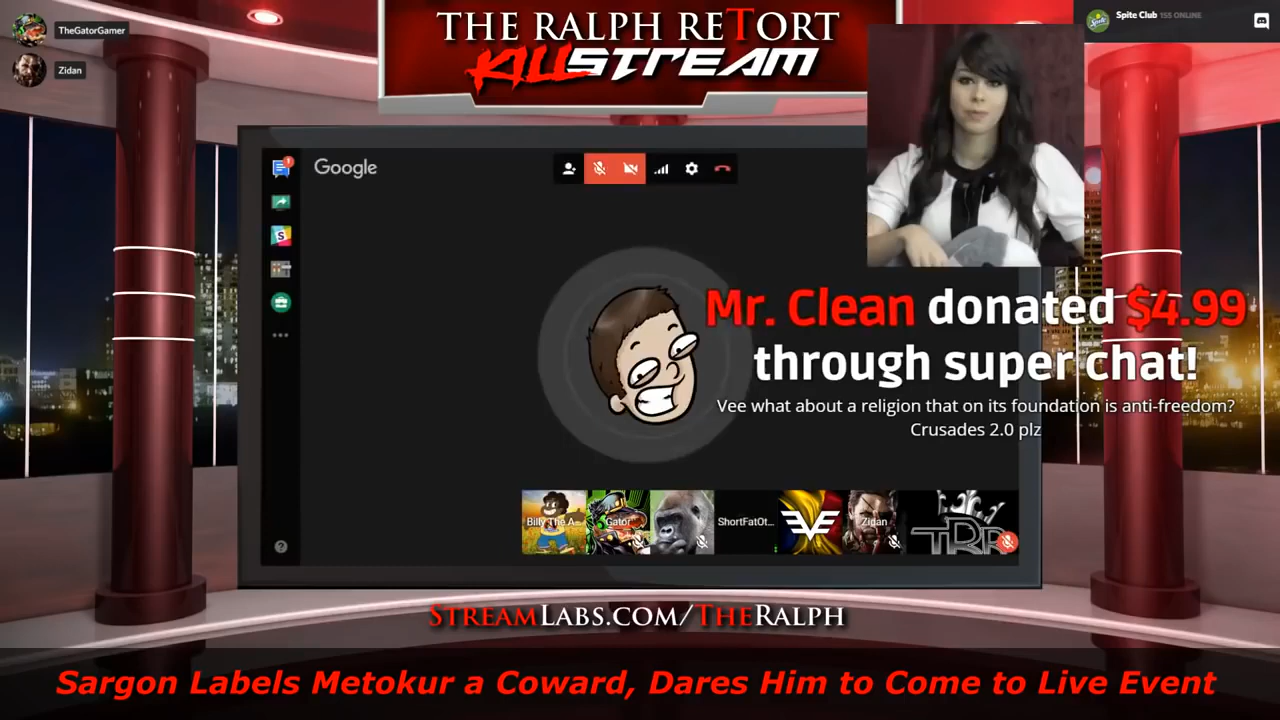 TheGatorGamer
Zidan
THE RALPH RETORT
KILLSTREAM
Spite Club 155 ONLINE
Google
Mr. Clean donated $4.99
through super chat!
Vee what about a religion that on its foundation is anti-freedom?
Crusades 2.0 plz
Billy The A...
Gator
ShortFatOt...
Zidan
TRR
STREAMLABS.COM/THERALPH
Sargon Labels Metokur a Coward, Dares Him to Come to Live Event